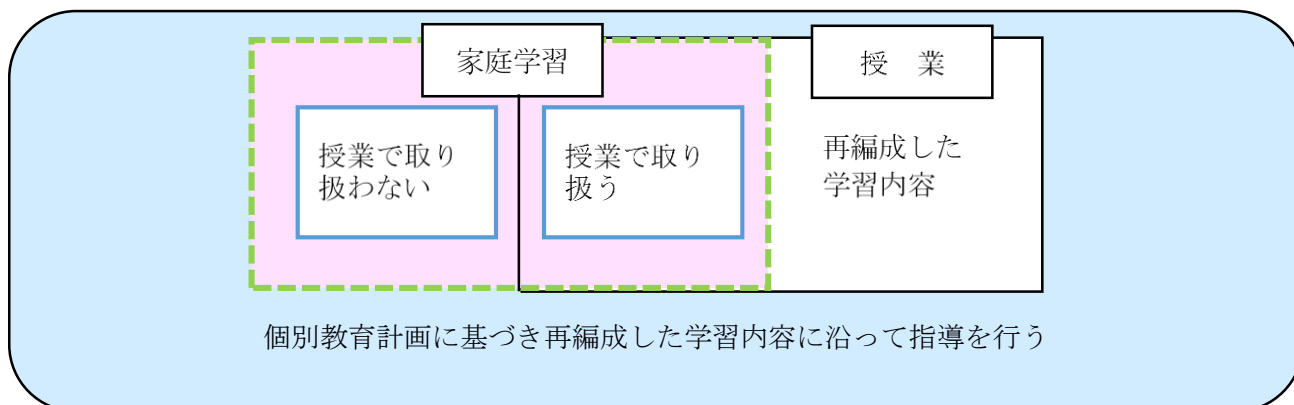 家庭学習
授　業
授業で取り
扱わない
授業で取り
扱う
再編成した
学習内容
個別教育計画に基づき再編成した学習内容に沿って指導を行う